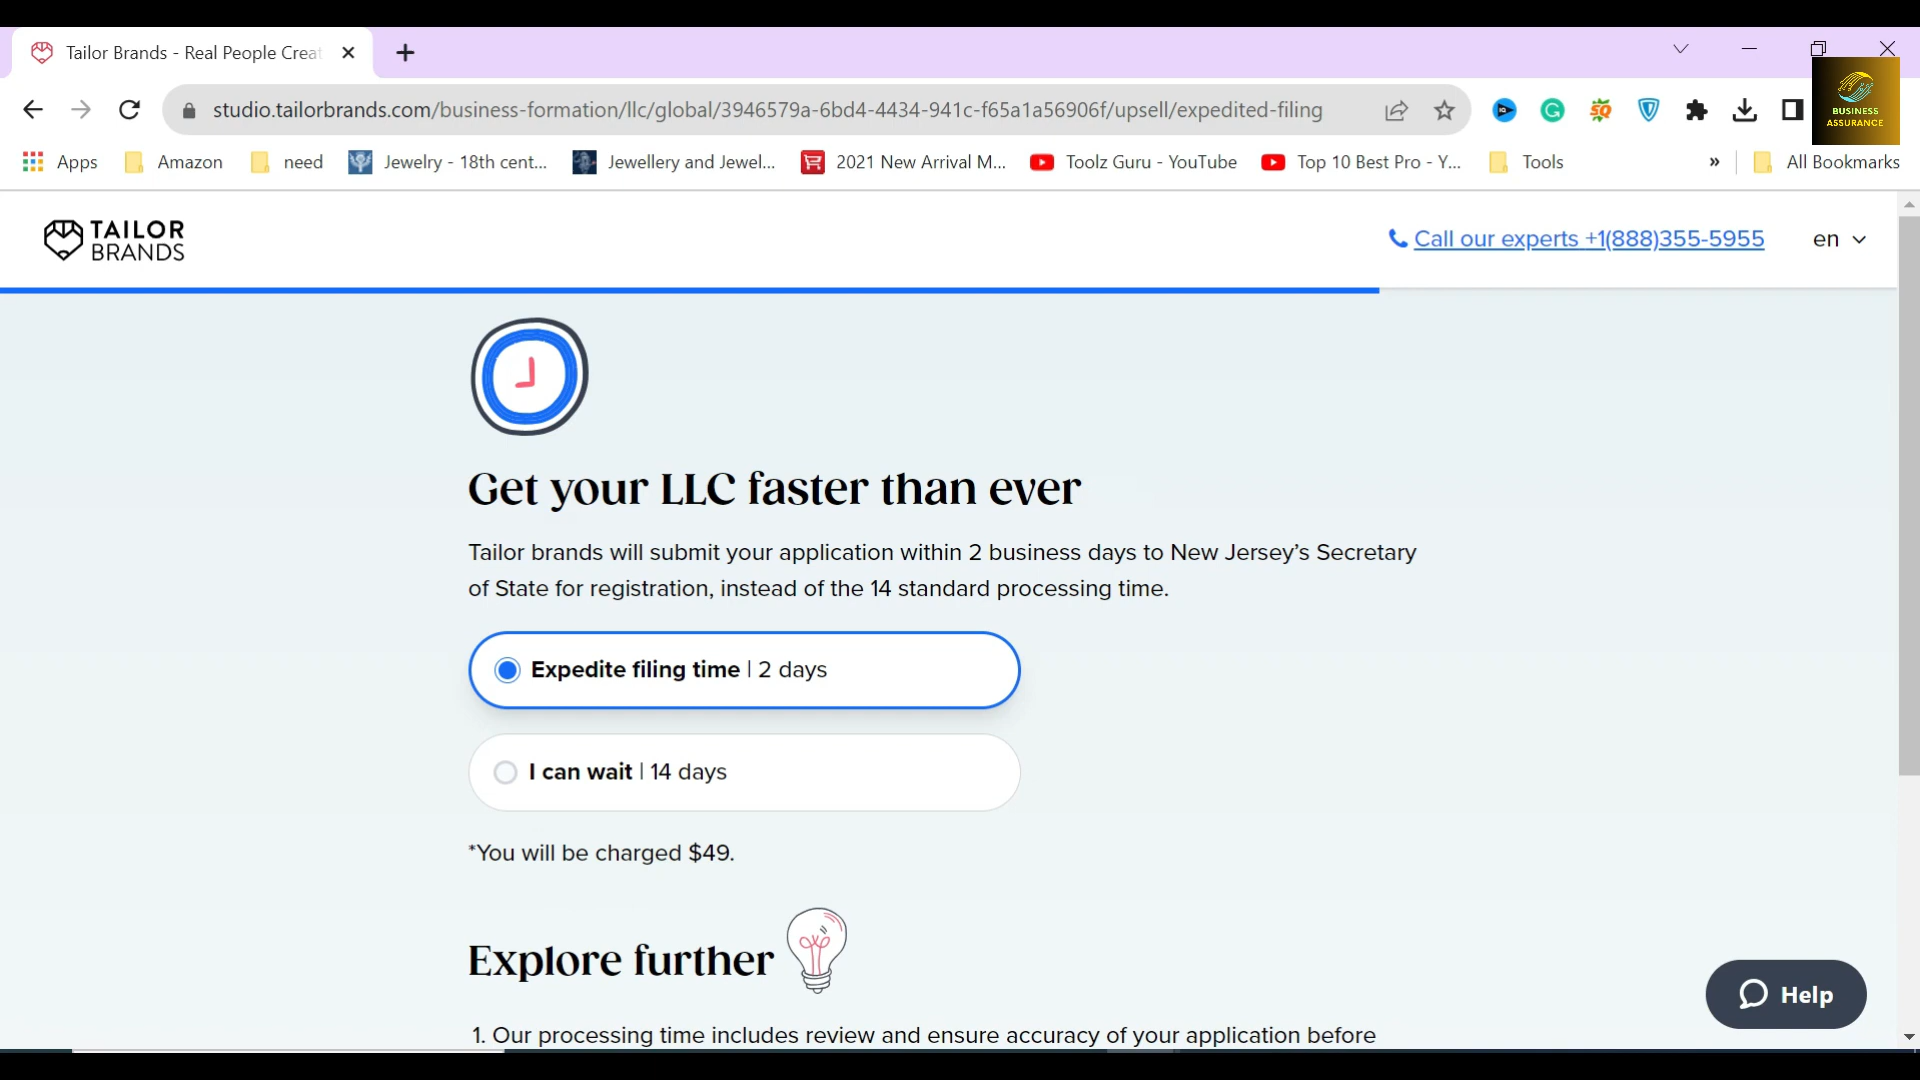 Tailor Brands - Real People Creat
studio.tailorbrands.com/business-formation/llc/global/3946579a-6bd4-4434-941c-f65a1a56906f/upsell/expedited-filing
BUSINESS
ASSURANCE
Apps
Amazon
need
Jewelry - 18th cent...
Jewellery and Jewel...
2021 New Arrival M...
Toolz Guru - YouTube
Top 10 Best Pro - Y...
Tools
»
All Bookmarks
TAILOR
BRANDS
Call our experts +1(888)355-5955
en
Get your LLC faster than ever
Tailor brands will submit your application within 2 business days to New Jersey’s Secretary
of State for registration, instead of the 14 standard processing time.
Expedite filing time | 2 days
I can wait | 14 days
*You will be charged $49.
Explore further
Help
1. Our processing time includes review and ensure accuracy of your application before